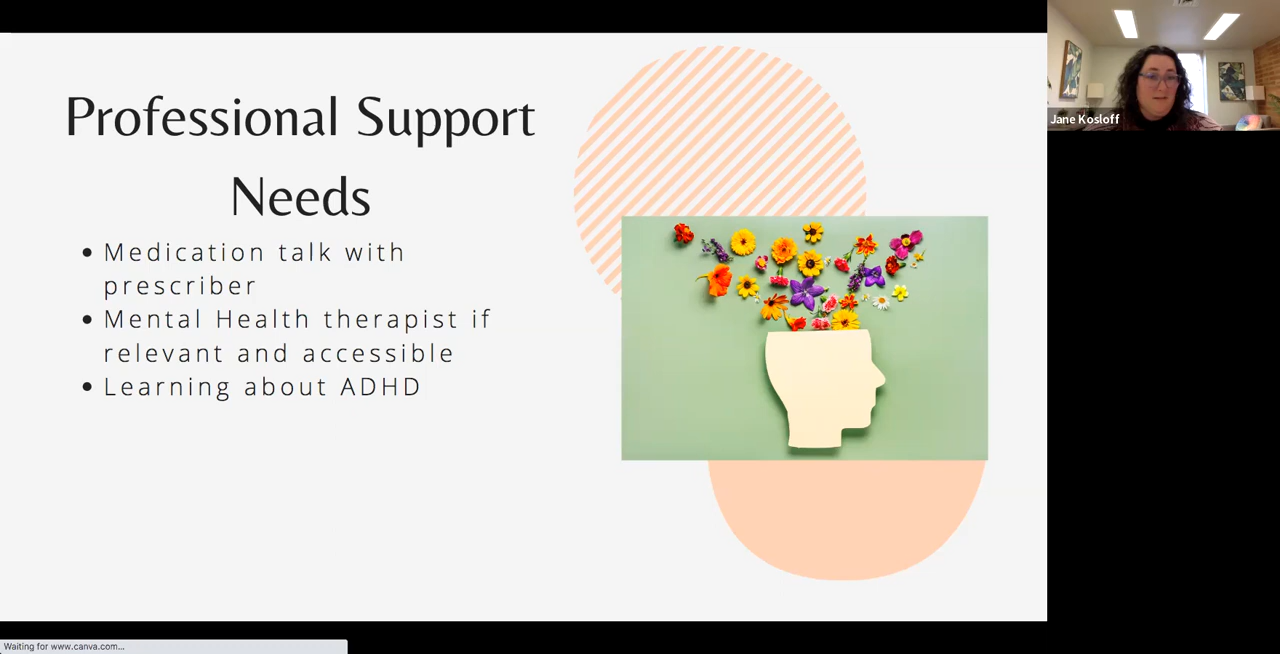 Professional Support
Needs
• Medication talk with
prescriber
• Mental Health therapist if
relevant and accessible
• Learning about ADHD
Jane Kosloff
Waiting for www.canva.com...